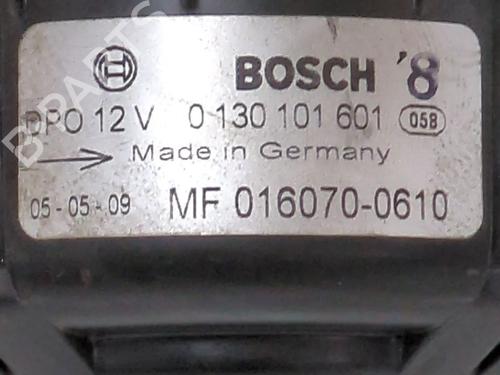 BOSCH '8
DPO 12 V 0 130 101 601 058
Made in Germany
05-05-09 MF 016070-0610